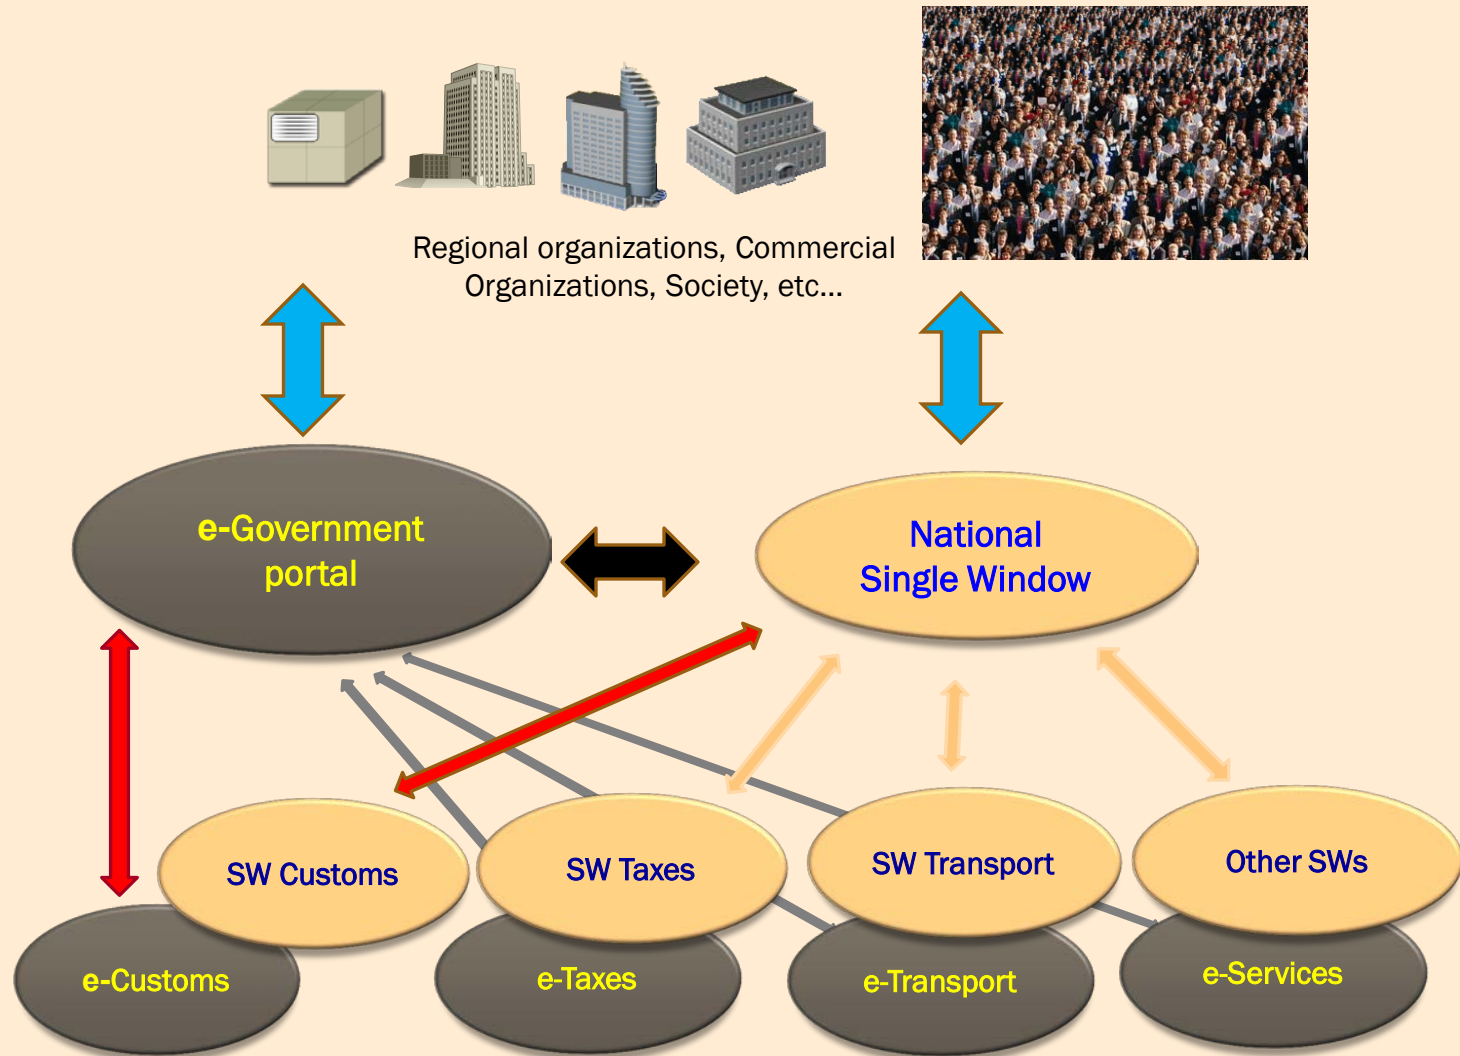 Regional organizations, Commercial
Organizations, Society, etc...
e-Government
portal
National
Single Window
SW Customs
SW Taxes
SW Transport
Other SWs
e-Customs
e-Taxes
e-Transport
e-Services